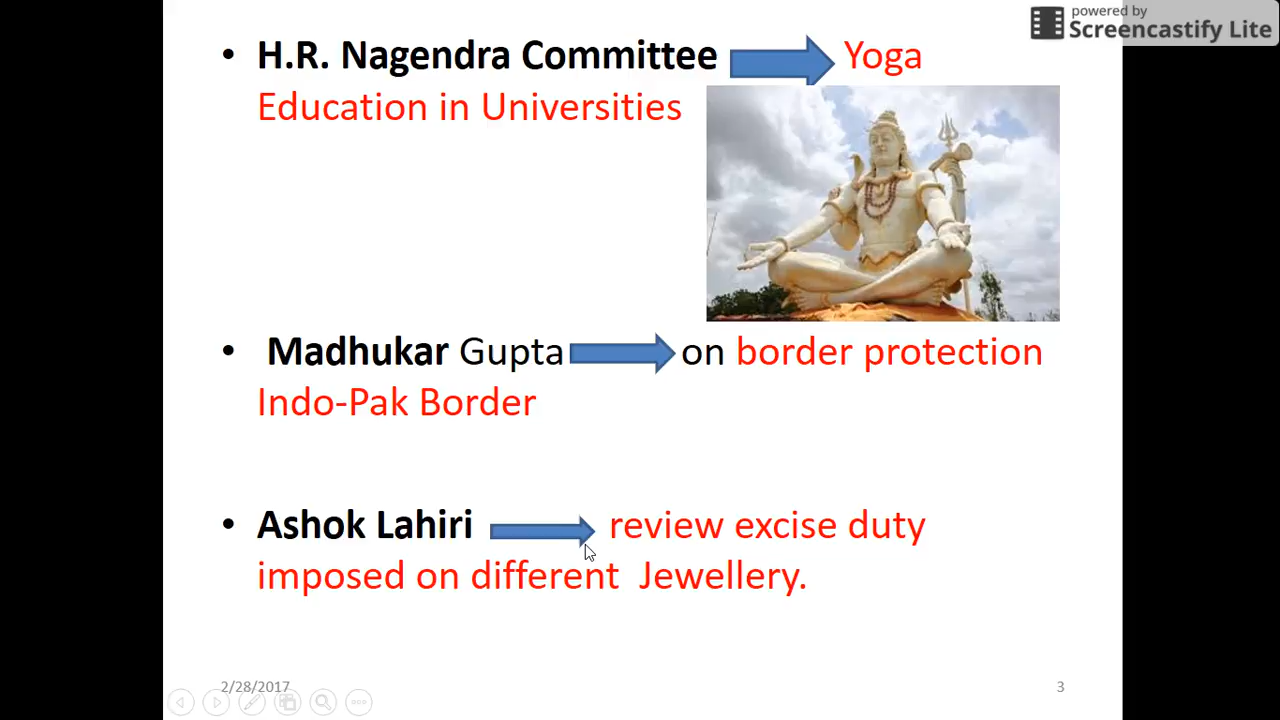 powered by
Screencastify Lite
• H.R. Nagendra Committee Yoga
Education in Universities
• Madhukar Gupta on border protection
Indo-Pak Border
• Ashok Lahiri review excise duty
imposed on different Jewellery.
2/28/2017
3